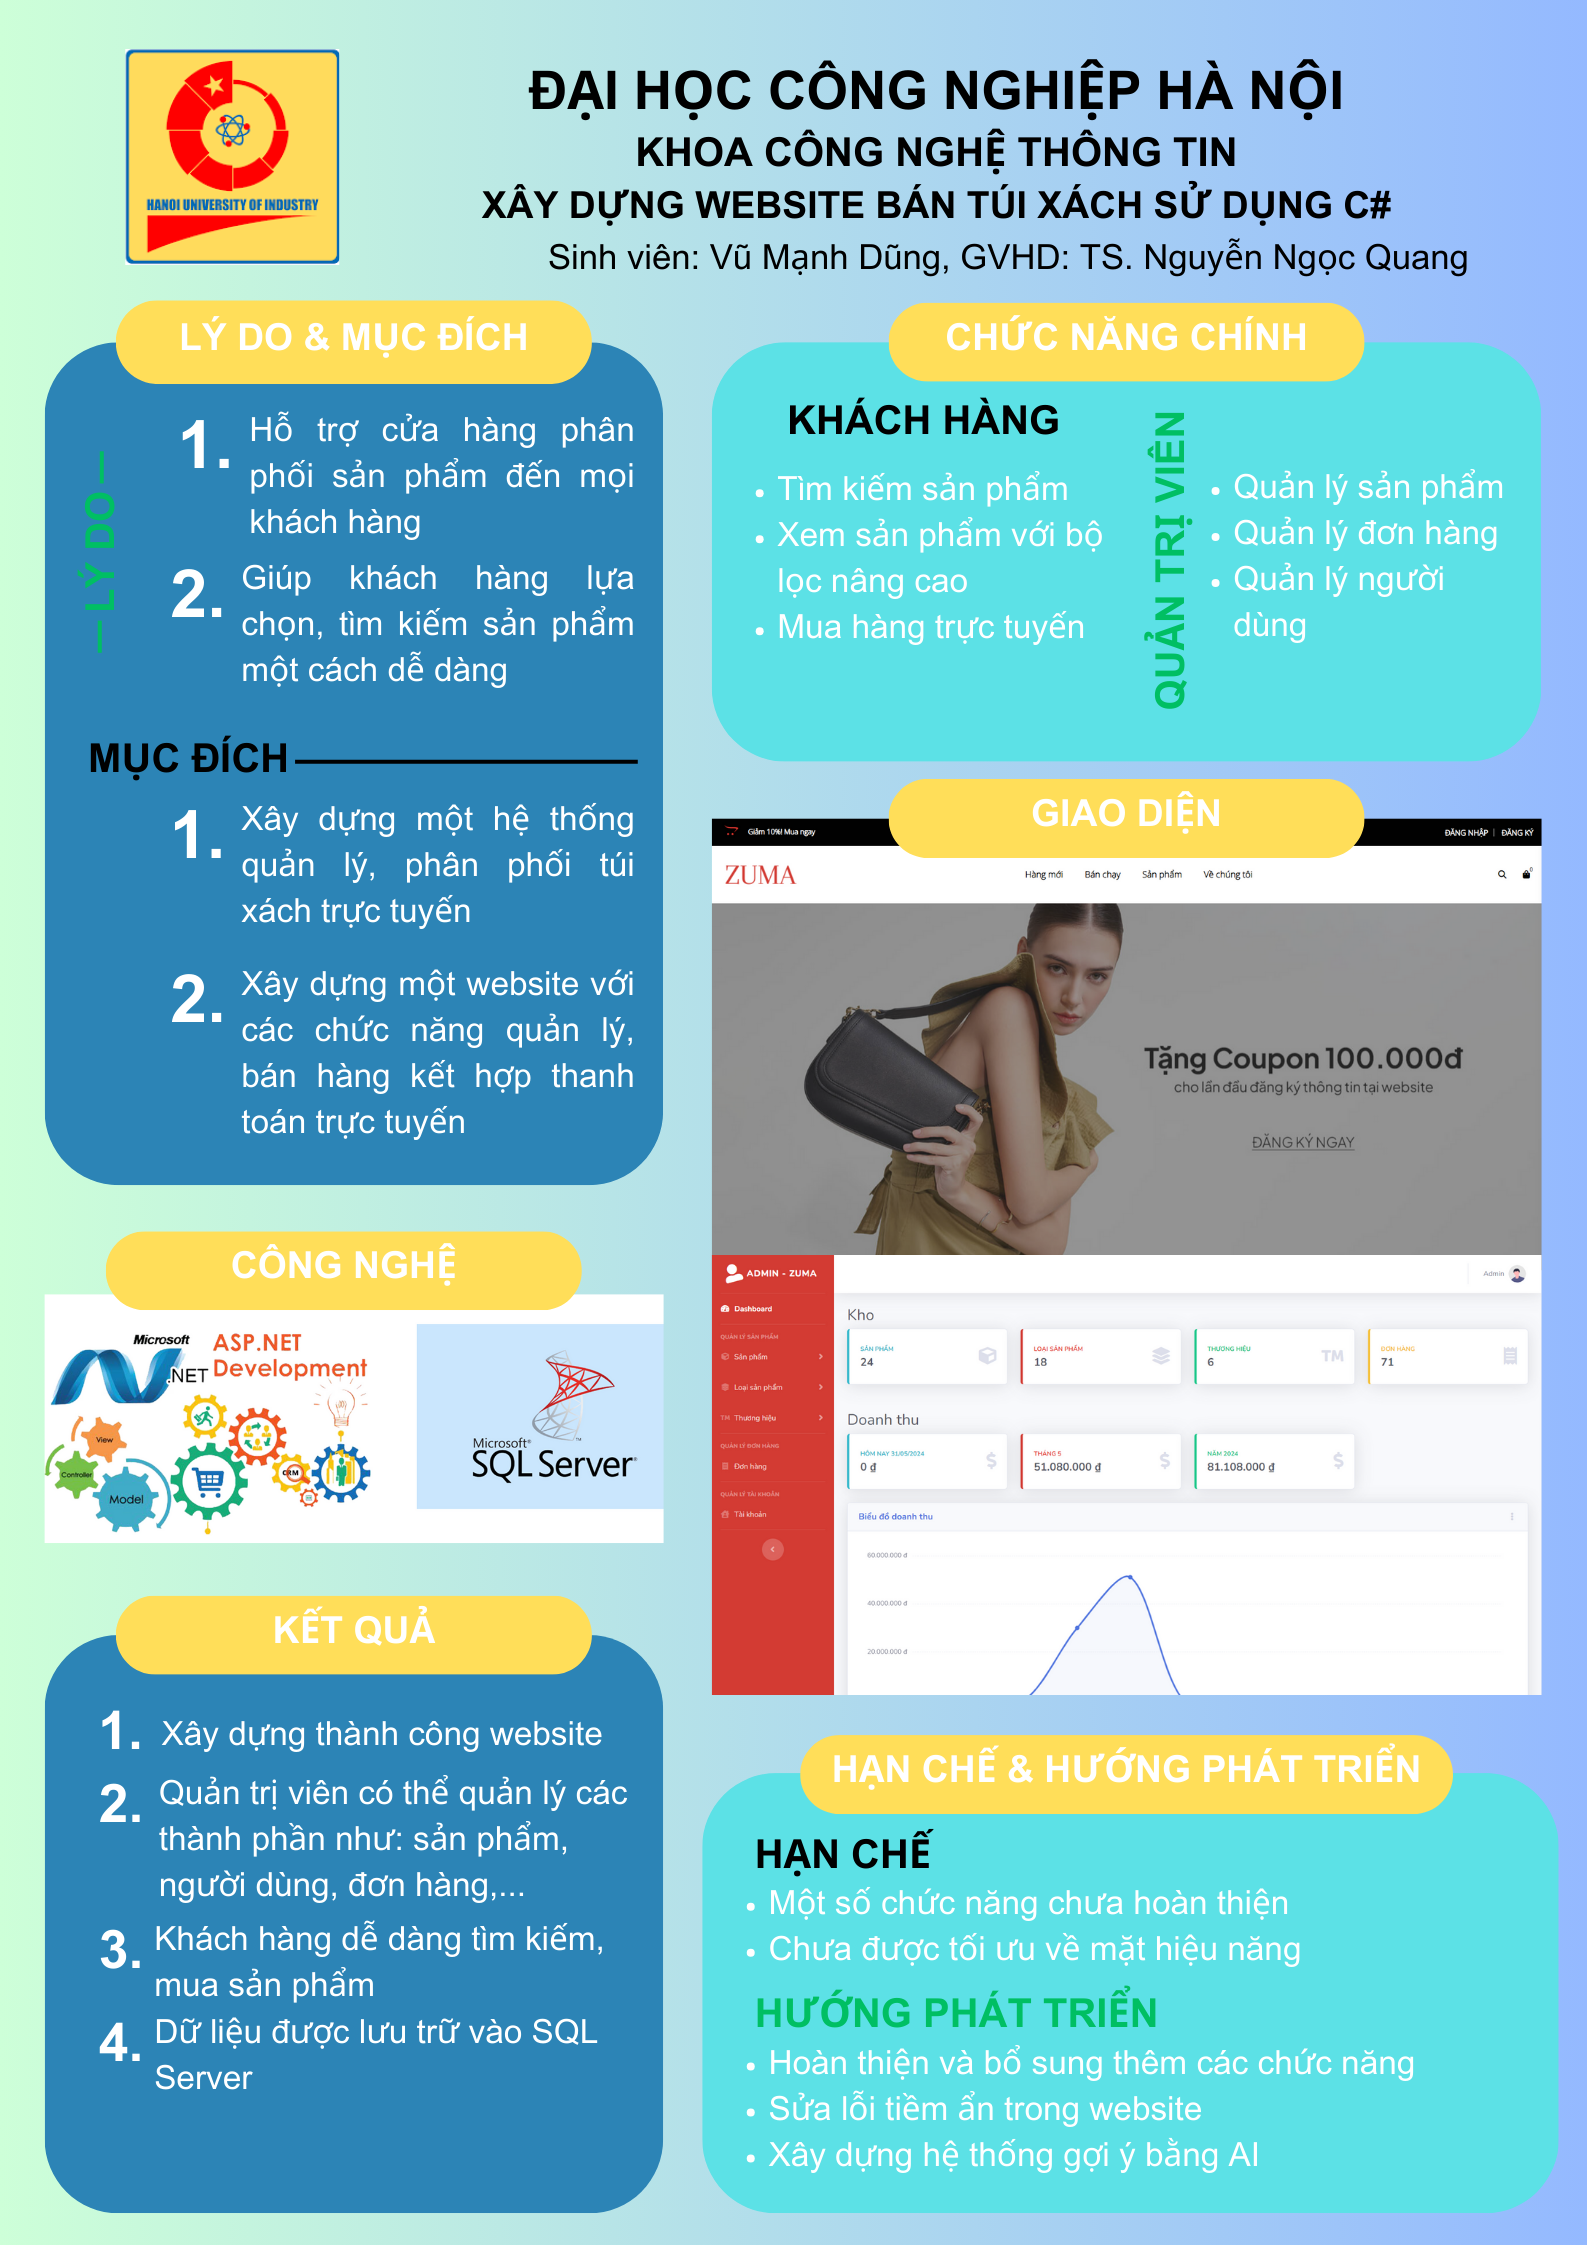 HANOI UNIVERSITY OF INDUSTRY
ĐẠI HỌC CÔNG NGHIỆP HÀ NỘI
KHOA CÔNG NGHỆ THÔNG TIN
XÂY DỰNG WEBSITE BÁN TÚI XÁCH SỬ DỤNG C#
Sinh viên: Vũ Mạnh Dũng, GVHD: TS. Nguyễn Ngọc Quang
LÝ DO & MỤC ĐÍCH
LÝ DO
1. Hỗ trợ cửa hàng phân
phối sản phẩm đến mọi
khách hàng
2. Giúp khách hàng lựa
chọn, tìm kiếm sản phẩm
một cách dễ dàng
MỤC ĐÍCH
1. Xây dựng một hệ thống
quản lý, phân phối túi
xách trực tuyến
2. Xây dựng một website với
các chức năng quản lý,
bán hàng kết hợp thanh
toán trực tuyến
CÔNG NGHỆ
Microsoft
.NET
ASP.NET
Development
View
Controller
Model
CRM
Microsoft®
SQL Server®
KẾT QUẢ
1. Xây dựng thành công website
2. Quản trị viên có thể quản lý các
thành phần như: sản phẩm,
người dùng, đơn hàng,...
3. Khách hàng dễ dàng tìm kiếm,
mua sản phẩm
4. Dữ liệu được lưu trữ vào SQL
Server
CHỨC NĂNG CHÍNH
KHÁCH HÀNG
• Tìm kiếm sản phẩm
• Xem sản phẩm với bộ
lọc nâng cao
• Mua hàng trực tuyến
QUẢN TRỊ VIÊN
• Quản lý sản phẩm
• Quản lý đơn hàng
• Quản lý người
dùng
GIAO DIỆN
Giảm 10%! Mua ngay
ĐĂNG NHẬP | ĐĂNG KÝ
ZUMA
Hàng mới Bán chạy Sản phẩm Về chúng tôi
0
Tặng Coupon 100.000đ
cho lần đầu đăng ký thông tin tại website
ĐĂNG KÝ NGAY
ADMIN - ZUMA
Admin
Dashboard
QUẢN LÝ SẢN PHẨM
Sản phẩm
Loại sản phẩm
TM Thương hiệu
QUẢN LÝ ĐƠN HÀNG
Đơn hàng
QUẢN LÝ TÀI KHOẢN
Tài khoản
Kho
SẢN PHẨM
24
LOẠI SẢN PHẨM
18
THƯƠNG HIỆU
6
TM
ĐƠN HÀNG
71
Doanh thu
HÔM NAY 31/05/2024
0 ₫
$
THÁNG 5
51.080.000 ₫
$
NĂM 2024
81.108.000 ₫
$
Biểu đồ doanh thu
60.000.000 ₫
40.000.000 ₫
20.000.000 ₫
HẠN CHẾ & HƯỚNG PHÁT TRIỂN
HẠN CHẾ
• Một số chức năng chưa hoàn thiện
• Chưa được tối ưu về mặt hiệu năng
HƯỚNG PHÁT TRIỂN
• Hoàn thiện và bổ sung thêm các chức năng
• Sửa lỗi tiềm ẩn trong website
• Xây dựng hệ thống gợi ý bằng AI